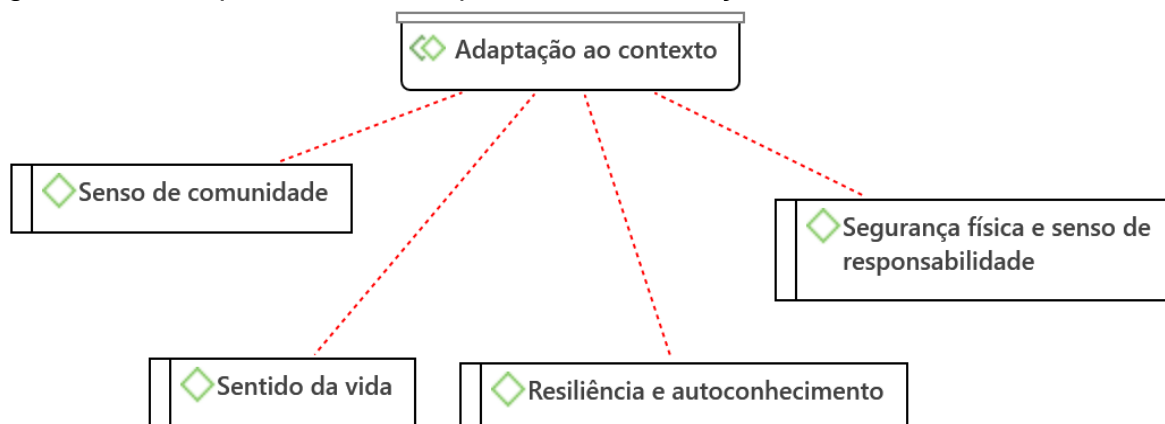 Adaptação ao contexto
Senso de comunidade
Segurança física e senso de
responsabilidade
Sentido da vida
Resiliência e autoconhecimento